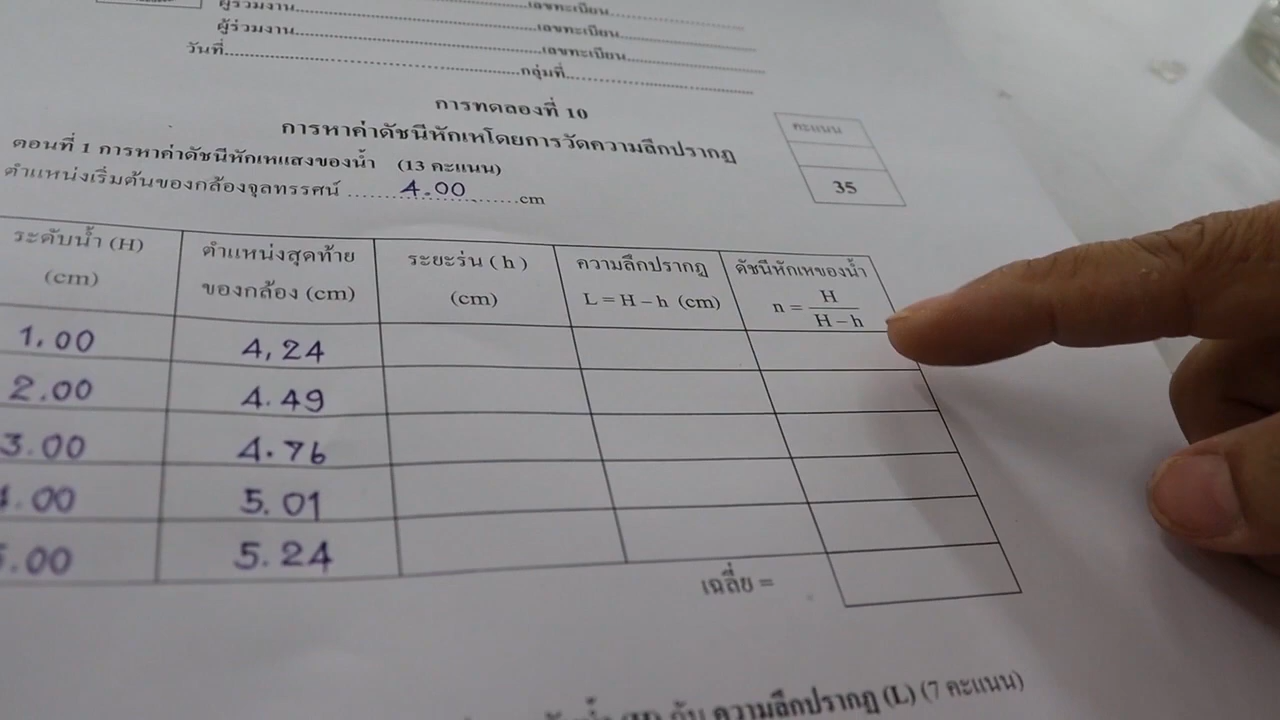 ผู้ร่วมงาน..............................เลขทะเบียน..............................
ผู้ร่วมงาน..............................เลขทะเบียน..............................
วันที่..............................กลุ่มที่..............................
การทดลองที่ 10
การหาค่าดัชนีหักเหโดยการวัดความลึกปรากฏ
คะแนน
35
ตอนที่ 1 การหาค่าดัชนีหักเหแสงของน้ำ (13 คะแนน)
ตำแหน่งเริ่มต้นของกล้องจุลทรรศน์ ......4.00......cm
ระดับน้ำ (H) (cm) ตำแหน่งสุดท้ายของกล้อง (cm) ระยะร่น ( h ) (cm) ความลึกปรากฏ L = H – h (cm) ดัชนีหักเหของน้ำ n = H / H – h
1.00 4,24
2.00 4.49
3.00 4.76
.00 5.01
.00 5.24
เฉลี่ย =
กับ ความลึกปรากฏ (L) (7 คะแนน)